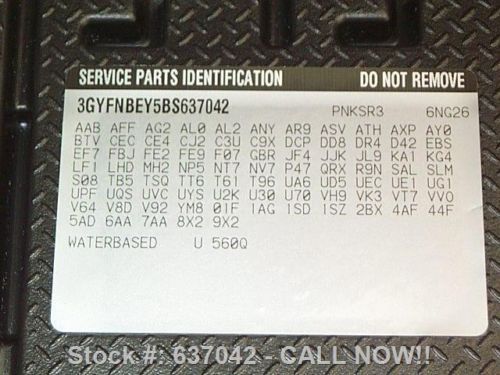 SERVICE PARTS IDENTIFICATION DO NOT REMOVE
3GYFNBEY5BS637042 PNKSR3 6NG26
AAB AFF AG2 AL0 AL2 ANY AR9 ASV ATH AXP AY0
BTV CEC CE4 CJ2 C3U C9X DCP DD8 DR4 D42 EBS
EF7 FBJ FE2 FE9 F07 GBR JF4 JJK JL9 KA1 KG4
LF1 LHD MH2 NP5 NT7 NV7 P47 QRX R9N SAL SLM
S08 TB5 TSQ TT6 T61 T96 UA6 UD5 UEC UE1 UG1
UPF UQS UVC UYS U2K U30 U70 VH9 VK3 VT7 VV0
V64 V8D V92 YM8 01F 1AG 1SD 1SZ 2BX 4AF 44F
5AD 6AA 7AA 8X2 9X2
WATERBASED U 560Q
Stock #: 637042 - CALL NOW!!